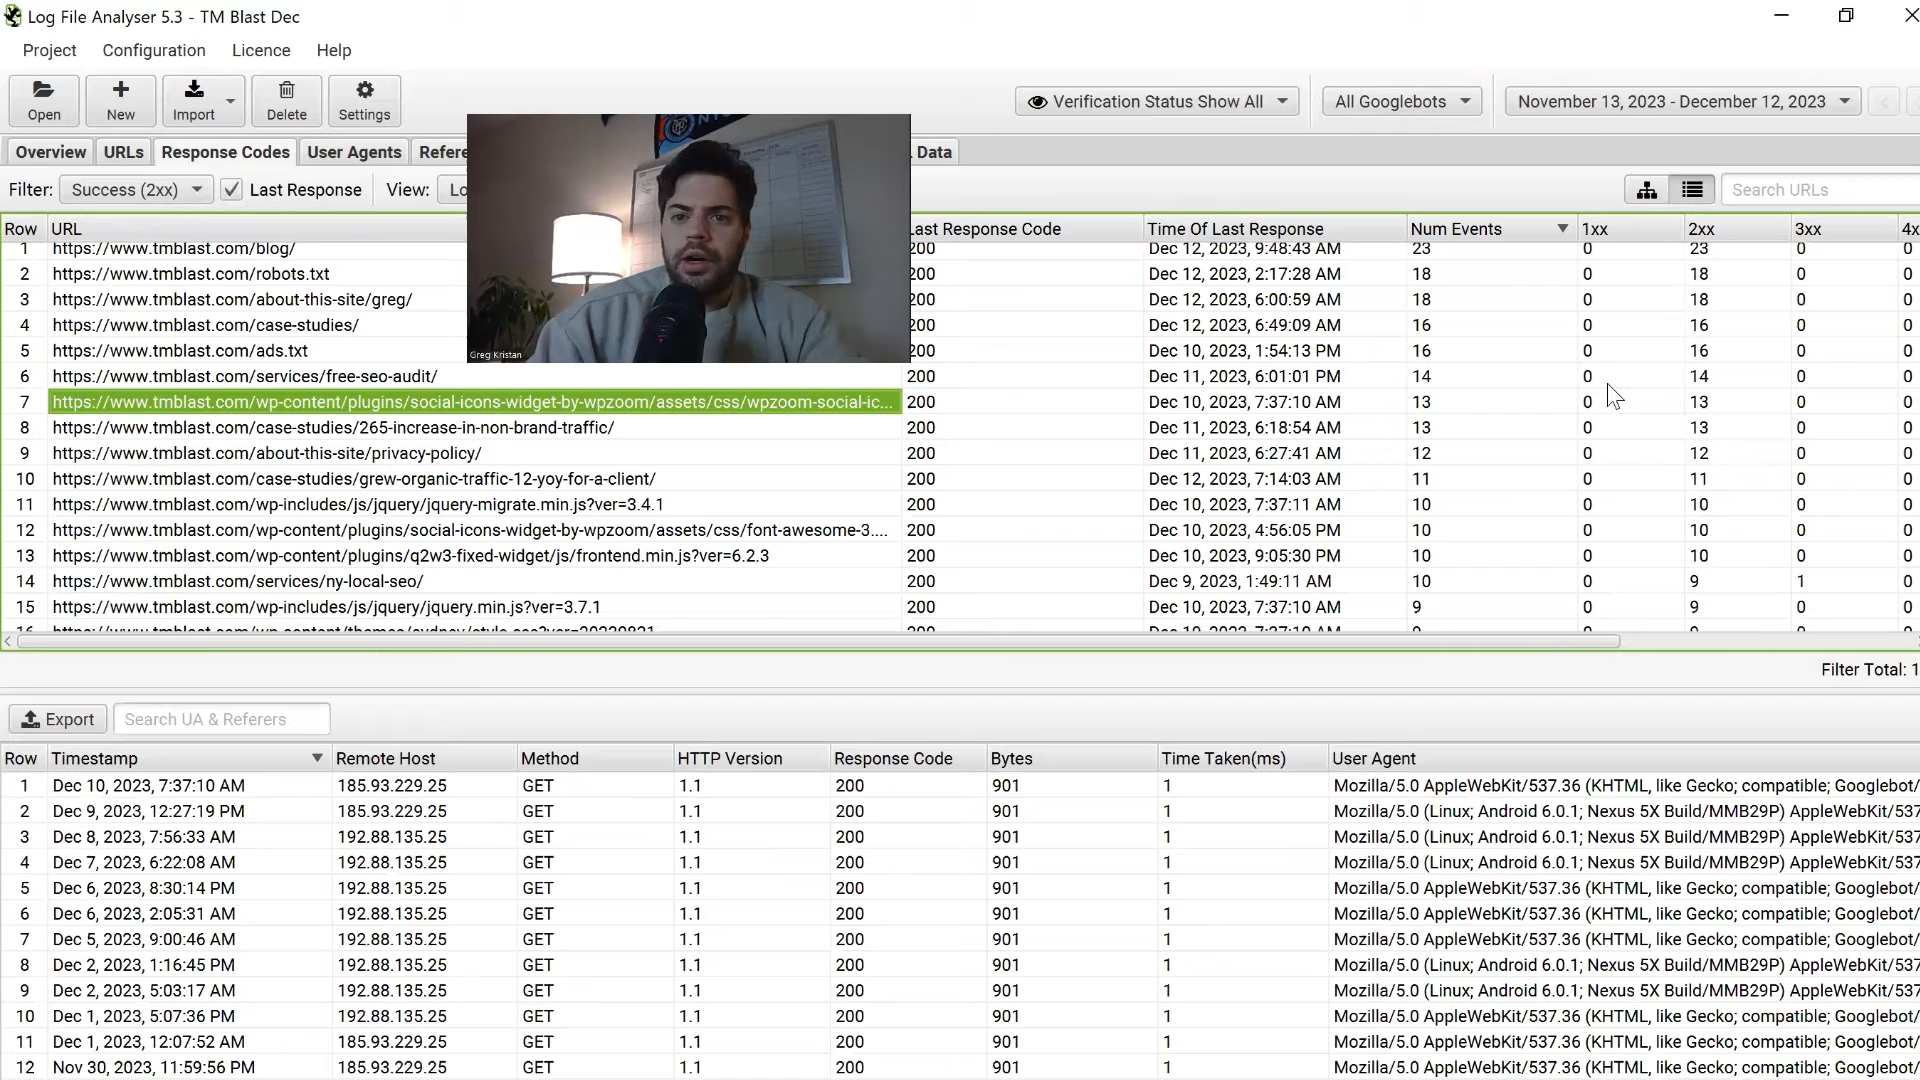 Log File Analyser 5.3 - TM Blast Dec
Project Configuration Licence Help
Open New Import Delete Settings Verification Status Show All All Googlebots November 13, 2023 - December 12, 2023
Overview URLs Response Codes User Agents Refere Data
Filter: Success (2xx) Last Response View: Lo Search URLs
Greg Kristan
Row URL Last Response Code Time Of Last Response Num Events 1xx 2xx 3xx 4x
1 https://www.tmblast.com/blog/ 200 Dec 12, 2023, 9:48:43 AM 23 0 23 0 0
2 https://www.tmblast.com/robots.txt 200 Dec 12, 2023, 2:17:28 AM 18 0 18 0 0
3 https://www.tmblast.com/about-this-site/greg/ 200 Dec 12, 2023, 6:00:59 AM 18 0 18 0 0
4 https://www.tmblast.com/case-studies/ 200 Dec 12, 2023, 6:49:09 AM 16 0 16 0 0
5 https://www.tmblast.com/ads.txt 200 Dec 10, 2023, 1:54:13 PM 16 0 16 0 0
6 https://www.tmblast.com/services/free-seo-audit/ 200 Dec 11, 2023, 6:01:01 PM 14 0 14 0 0
7 https://www.tmblast.com/wp-content/plugins/social-icons-widget-by-wpzoom/assets/css/wpzoom-social-ic... 200 Dec 10, 2023, 7:37:10 AM 13 0 13 0 0
8 https://www.tmblast.com/case-studies/265-increase-in-non-brand-traffic/ 200 Dec 11, 2023, 6:18:54 AM 13 0 13 0 0
9 https://www.tmblast.com/about-this-site/privacy-policy/ 200 Dec 11, 2023, 6:27:41 AM 12 0 12 0 0
10 https://www.tmblast.com/case-studies/grew-organic-traffic-12-yoy-for-a-client/ 200 Dec 12, 2023, 7:14:03 AM 11 0 11 0 0
11 https://www.tmblast.com/wp-includes/js/jquery/jquery-migrate.min.js?ver=3.4.1 200 Dec 10, 2023, 7:37:11 AM 10 0 10 0 0
12 https://www.tmblast.com/wp-content/plugins/social-icons-widget-by-wpzoom/assets/css/font-awesome-3.... 200 Dec 10, 2023, 4:56:05 PM 10 0 10 0 0
13 https://www.tmblast.com/wp-content/plugins/q2w3-fixed-widget/js/frontend.min.js?ver=6.2.3 200 Dec 10, 2023, 9:05:30 PM 10 0 10 0 0
14 https://www.tmblast.com/services/ny-local-seo/ 200 Dec 9, 2023, 1:49:11 AM 10 0 9 1 0
15 https://www.tmblast.com/wp-includes/js/jquery/jquery.min.js?ver=3.7.1 200 Dec 10, 2023, 7:37:10 AM 9 0 9 0 0
Filter Total: 1
Export Search UA & Referers
Row Timestamp Remote Host Method HTTP Version Response Code Bytes Time Taken(ms) User Agent
1 Dec 10, 2023, 7:37:10 AM 185.93.229.25 GET 1.1 200 901 1 Mozilla/5.0 AppleWebKit/537.36 (KHTML, like Gecko; compatible; Googlebot/
2 Dec 9, 2023, 12:27:19 PM 185.93.229.25 GET 1.1 200 901 1 Mozilla/5.0 (Linux; Android 6.0.1; Nexus 5X Build/MMB29P) AppleWebKit/537
3 Dec 8, 2023, 7:56:33 AM 192.88.135.25 GET 1.1 200 901 1 Mozilla/5.0 (Linux; Android 6.0.1; Nexus 5X Build/MMB29P) AppleWebKit/537
4 Dec 7, 2023, 6:22:08 AM 192.88.135.25 GET 1.1 200 901 1 Mozilla/5.0 (Linux; Android 6.0.1; Nexus 5X Build/MMB29P) AppleWebKit/537
5 Dec 6, 2023, 8:30:14 PM 192.88.135.25 GET 1.1 200 901 1 Mozilla/5.0 AppleWebKit/537.36 (KHTML, like Gecko; compatible; Googlebot/
6 Dec 6, 2023, 2:05:31 AM 192.88.135.25 GET 1.1 200 901 1 Mozilla/5.0 AppleWebKit/537.36 (KHTML, like Gecko; compatible; Googlebot/
7 Dec 5, 2023, 9:00:46 AM 192.88.135.25 GET 1.1 200 901 1 Mozilla/5.0 AppleWebKit/537.36 (KHTML, like Gecko; compatible; Googlebot/
8 Dec 2, 2023, 1:16:45 PM 192.88.135.25 GET 1.1 200 901 1 Mozilla/5.0 (Linux; Android 6.0.1; Nexus 5X Build/MMB29P) AppleWebKit/537
9 Dec 2, 2023, 5:03:17 AM 192.88.135.25 GET 1.1 200 901 1 Mozilla/5.0 (Linux; Android 6.0.1; Nexus 5X Build/MMB29P) AppleWebKit/537
10 Dec 1, 2023, 5:07:36 PM 192.88.135.25 GET 1.1 200 901 1 Mozilla/5.0 AppleWebKit/537.36 (KHTML, like Gecko; compatible; Googlebot/
11 Dec 1, 2023, 12:07:52 AM 192.88.135.25 GET 1.1 200 901 1 Mozilla/5.0 AppleWebKit/537.36 (KHTML, like Gecko; compatible; Googlebot/
12 Nov 30, 2023, 11:59:56 PM 185.93.229.25 GET 1.1 200 901 1 Mozilla/5.0 AppleWebKit/537.36 (KHTML, like Gecko; compatible; Googlebot/